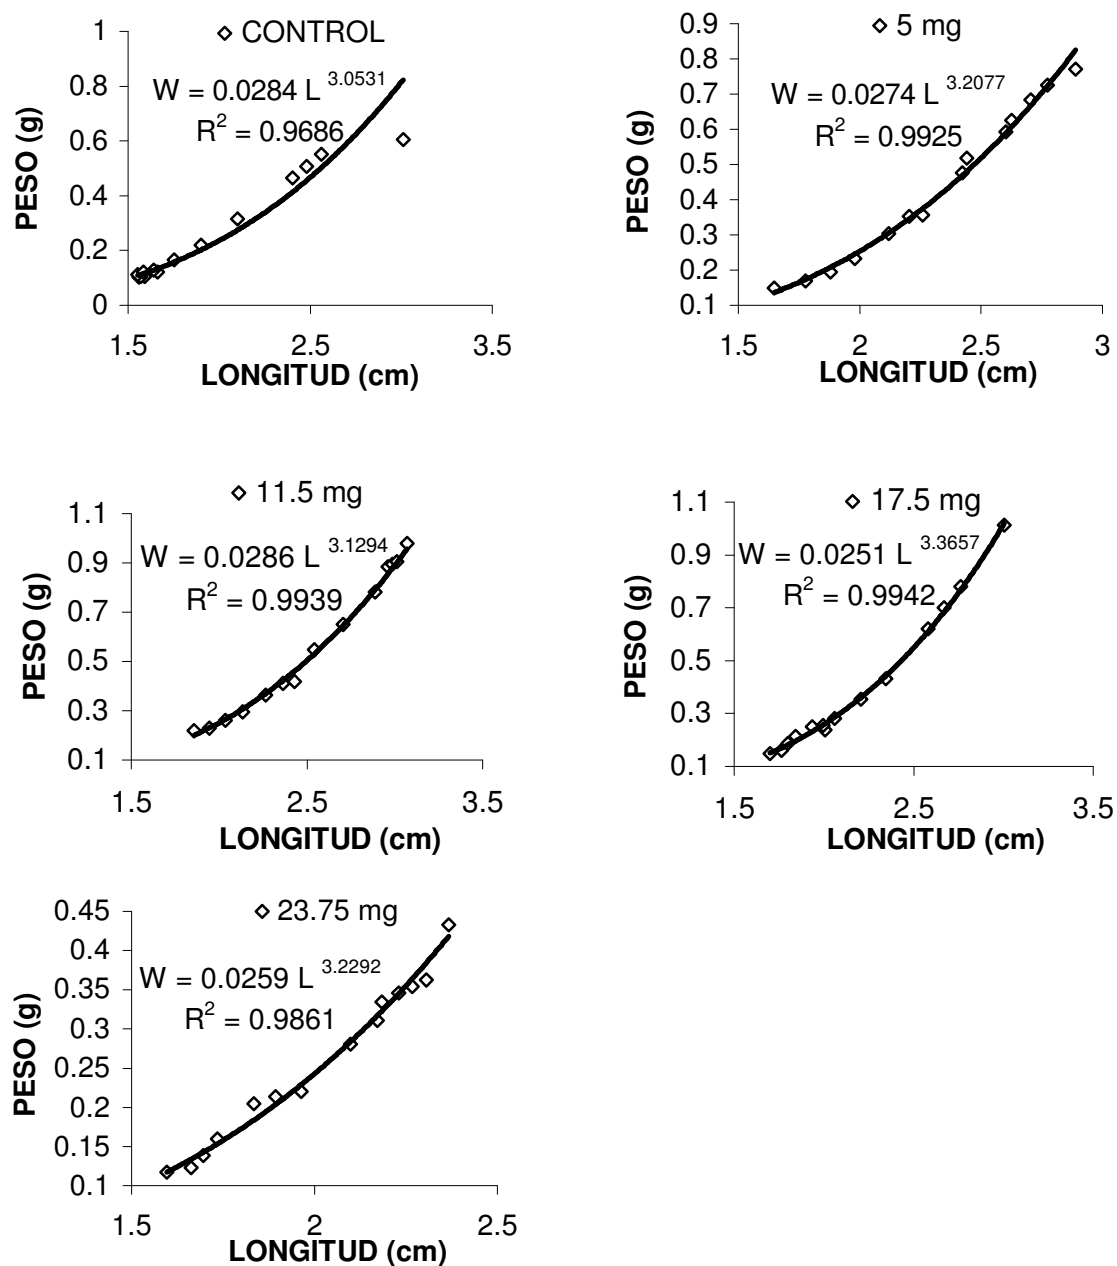 CONTROL
W = 0.0284 L 3.0531
R2 = 0.9686
1
0.8
0.6
0.4
0.2
0
PESO (g)
1.5 2.5 3.5
LONGITUD (cm)
5 mg
W = 0.0274 L 3.2077
R2 = 0.9925
0.9
0.8
0.7
0.6
0.5
0.4
0.3
0.2
0.1
PESO (g)
1.5 2 2.5 3
LONGITUD (cm)
11.5 mg
W = 0.0286 L 3.1294
R2 = 0.9939
1.1
0.9
0.7
0.5
0.3
0.1
PESO (g)
1.5 2.5 3.5
LONGITUD (cm)
17.5 mg
W = 0.0251 L 3.3657
R2 = 0.9942
1.1
0.9
0.7
0.5
0.3
0.1
PESO (g)
1.5 2.5 3.5
LONGITUD (cm)
23.75 mg
W = 0.0259 L 3.2292
R2 = 0.9861
0.45
0.4
0.35
0.3
0.25
0.2
0.15
0.1
PESO (g)
1.5 2 2.5
LONGITUD (cm)